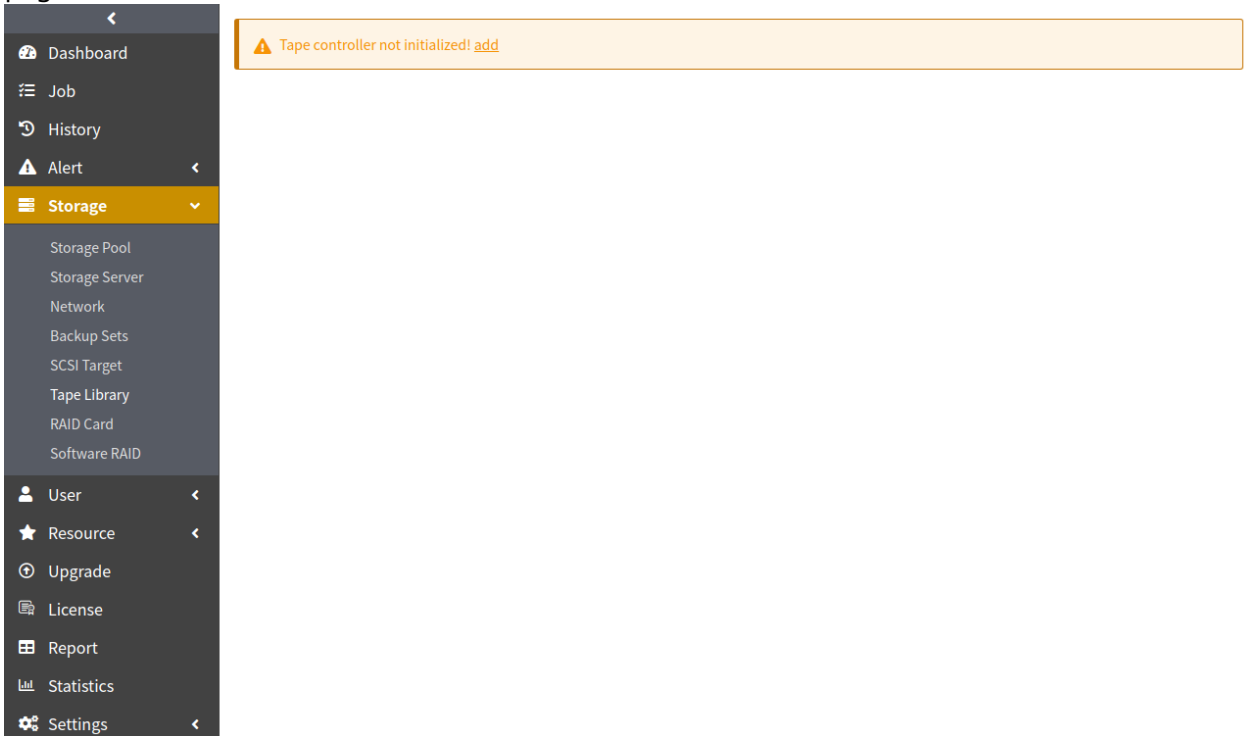 Dashboard
Job
History
Alert
Storage
Storage Pool
Storage Server
Network
Backup Sets
SCSI Target
Tape Library
RAID Card
Software RAID
User
Resource
Upgrade
License
Report
Statistics
Settings
Tape controller not initialized! add